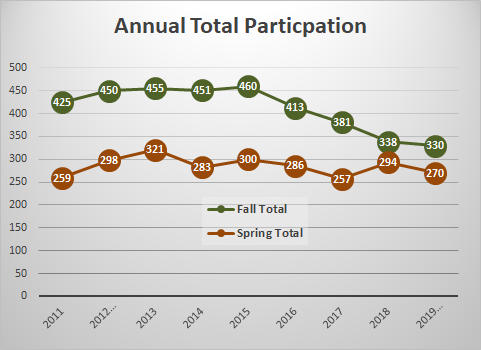 Annual Total Particpation
500
450
400
350
300
250
200
150
100
50
0
425 450 455 451 460 413 381 338 330
259 298 321 283 300 286 257 294 270
Fall Total
Spring Total
2011 2012... 2013 2014 2015 2016 2017 2018 2019...